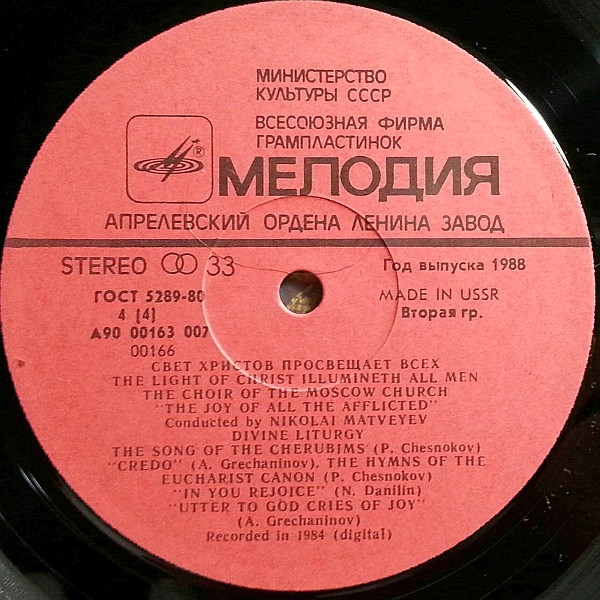 МИНИСТЕРСТВО
КУЛЬТУРЫ СССР
ВСЕСОЮЗНАЯ ФИРМА
ГРАМПЛАСТИНОК
®
МЕЛОДИЯ
АПРЕЛЕВСКИЙ ОРДЕНА ЛЕНИНА ЗАВОД
STEREO 33
Год выпуска 1988
ГОСТ 5289-80
MADE IN USSR
4 (4)
Вторая гр.
А90 00163 007
00166
СВЕТ ХРИСТОВ ПРОСВЕЩАЕТ ВСЕХ
THE LIGHT OF CHRIST ILLUMINETH ALL MEN
THE CHOIR OF THE MOSCOW CHURCH
"THE JOY OF ALL THE AFFLICTED"
Conducted by NIKOLAI MATVEYEV
DIVINE LITURGY
THE SONG OF THE CHERUBIMS (P. Chesnokov)
"CREDO" (A. Grechaninov), THE HYMNS OF THE
EUCHARIST CANON (P. Chesnokov)
"IN YOU REJOICE" (N. Danilin)
"UTTER TO GOD CRIES OF JOY"
(A. Grechaninov)
Recorded in 1984 (digital)